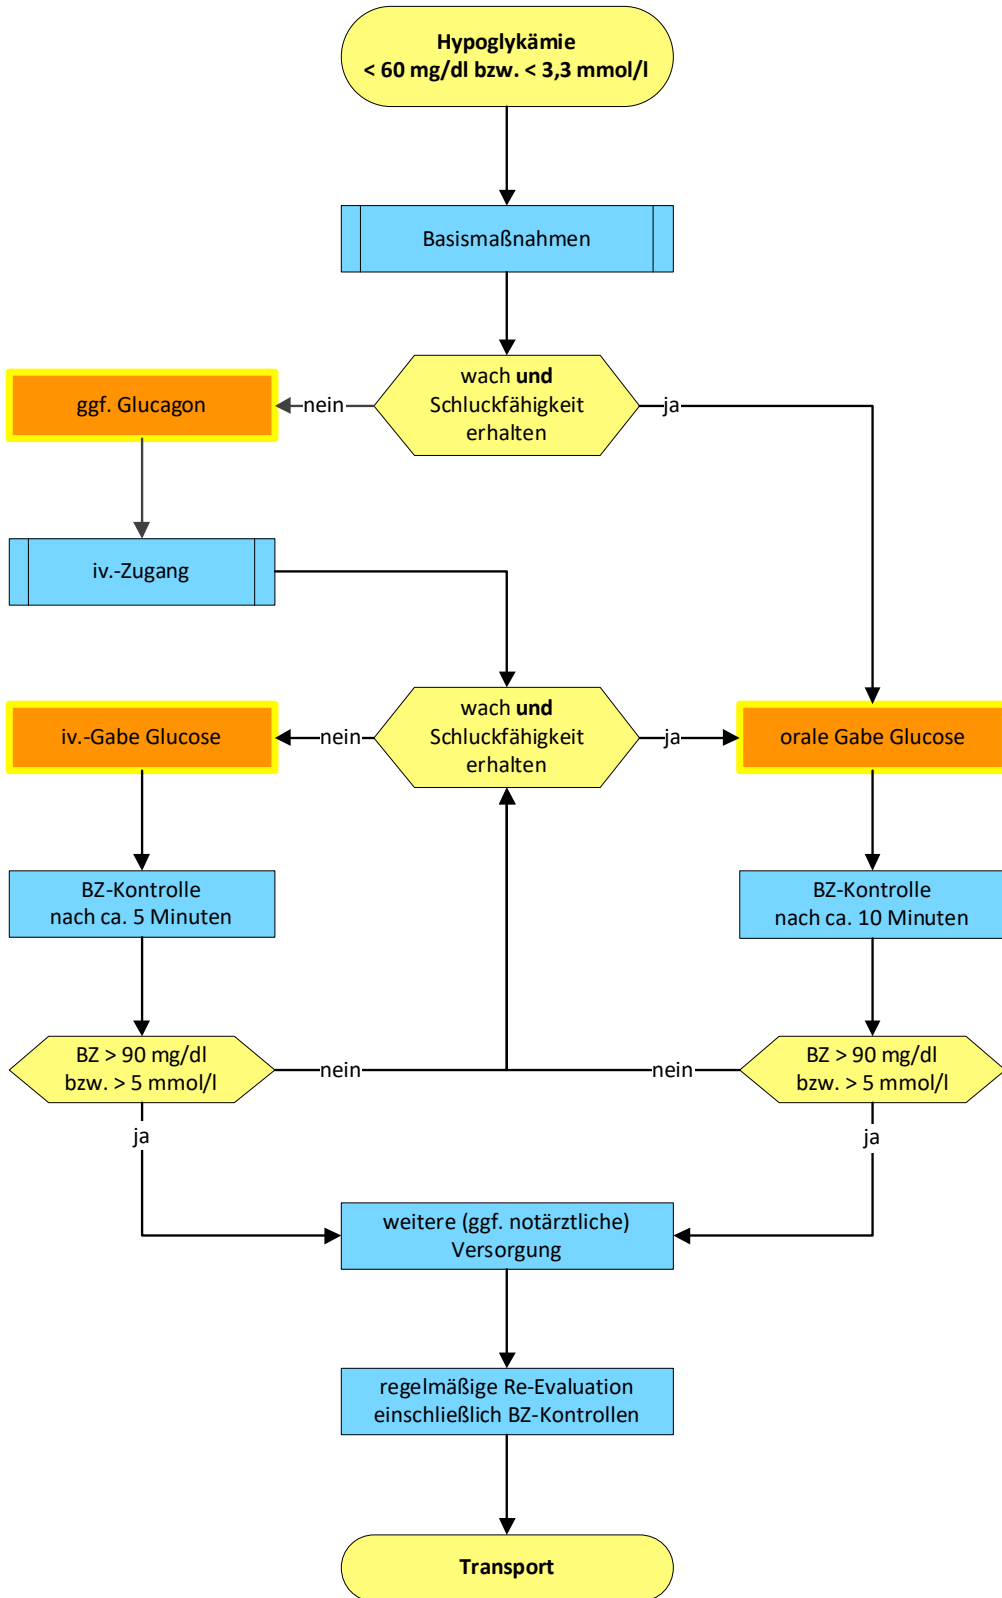 Hypoglykämie
< 60 mg/dl bzw. < 3,3 mmol/l
Basismaßnahmen
wach und
Schluckfähigkeit
erhalten
nein
ja
ggf. Glucagon
iv.-Zugang
wach und
Schluckfähigkeit
erhalten
nein
ja
iv.-Gabe Glucose
orale Gabe Glucose
BZ-Kontrolle
nach ca. 5 Minuten
BZ-Kontrolle
nach ca. 10 Minuten
BZ > 90 mg/dl
bzw. > 5 mmol/l
nein
nein
BZ > 90 mg/dl
bzw. > 5 mmol/l
ja
ja
weitere (ggf. notärztliche)
Versorgung
regelmäßige Re-Evaluation
einschließlich BZ-Kontrollen
Transport